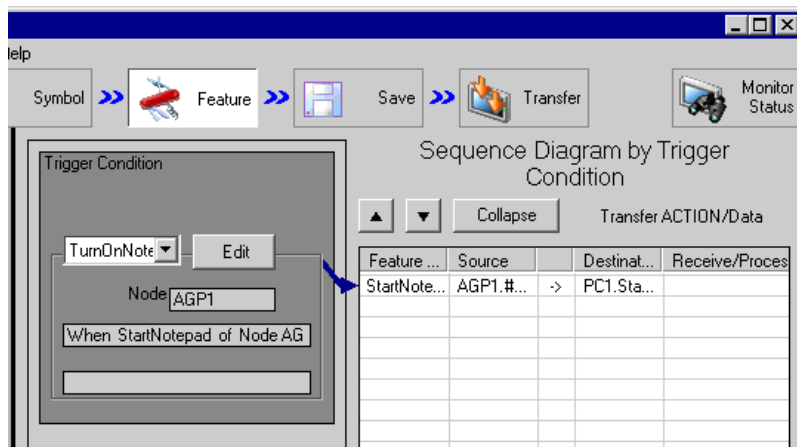 elp
Symbol
Feature
Save
Transfer
Monitor
Status
Trigger Condition
TurnOnNote
Edit
Node
AGP1
When StartNotepad of Node AG
Sequence Diagram by Trigger
Condition
Collapse
Transfer ACTION/Data
Feature ... Source Destinat... Receive/Proces
StartNote... AGP1.#... -> PC1.Sta...